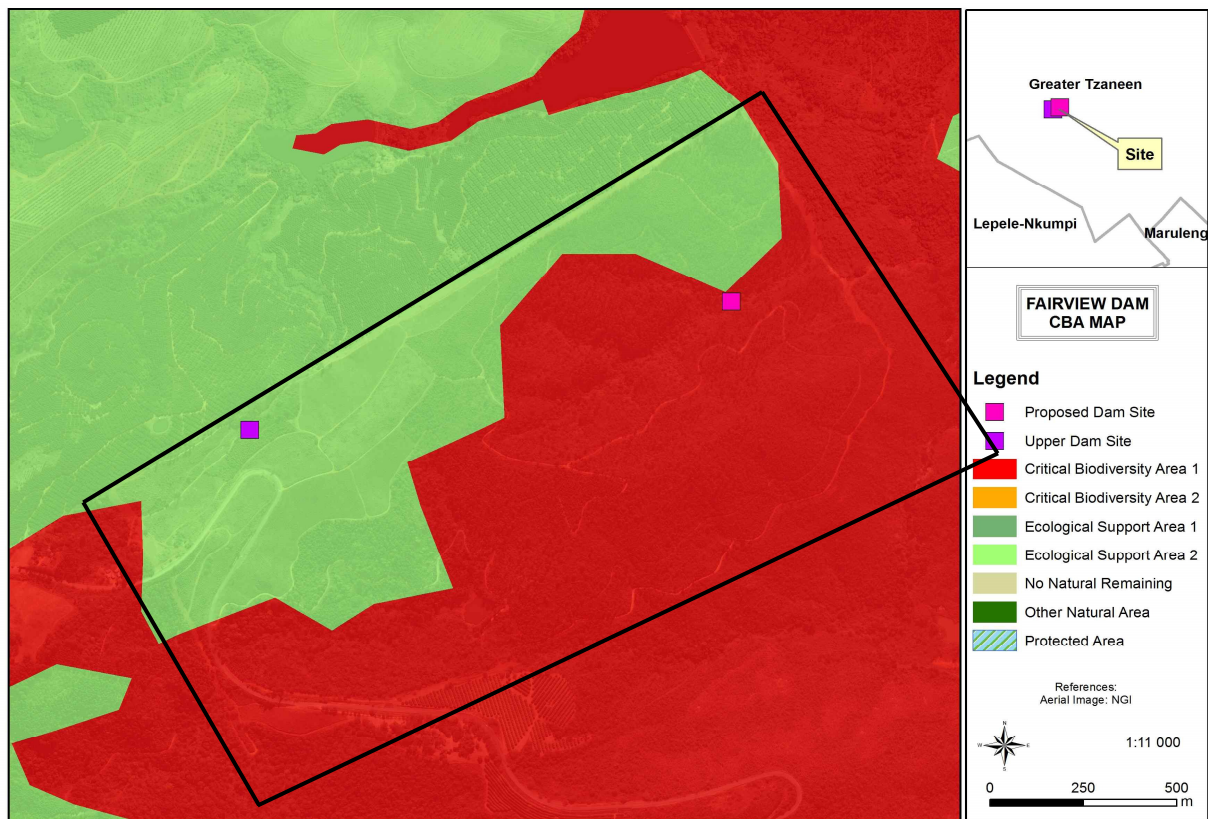 Greater Tzaneen
Site
Lepele-Nkumpi
Maruleng
FAIRVIEW DAM
CBA MAP
Legend
Proposed Dam Site
Upper Dam Site
Critical Biodiversity Area 1
Critical Biodiversity Area 2
Ecological Support Area 1
Ecological Support Area 2
No Natural Remaining
Other Natural Area
Protected Area
References:
Aerial Image: NGI
N
W E
S
1:11 000
0 250 500
m